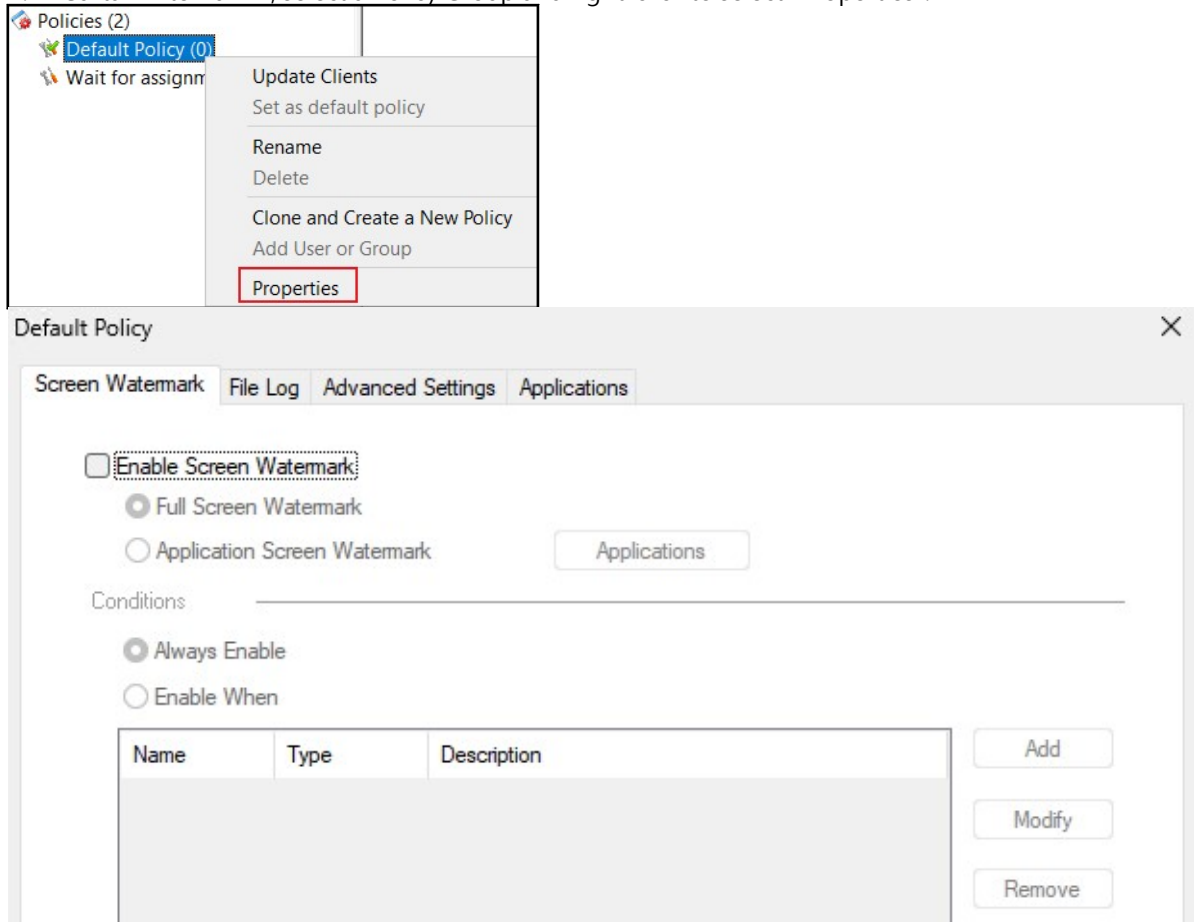 Policies (2)
Default Policy (0)
Wait for assignm
Update Clients
Set as default policy
Rename
Delete
Clone and Create a New Policy
Add User or Group
Properties
Default Policy
Screen Watermark File Log Advanced Settings Applications
Enable Screen Watermark
Full Screen Watermark
Application Screen Watermark Applications
Conditions
Always Enable
Enable When
Name Type Description Add
Modify
Remove